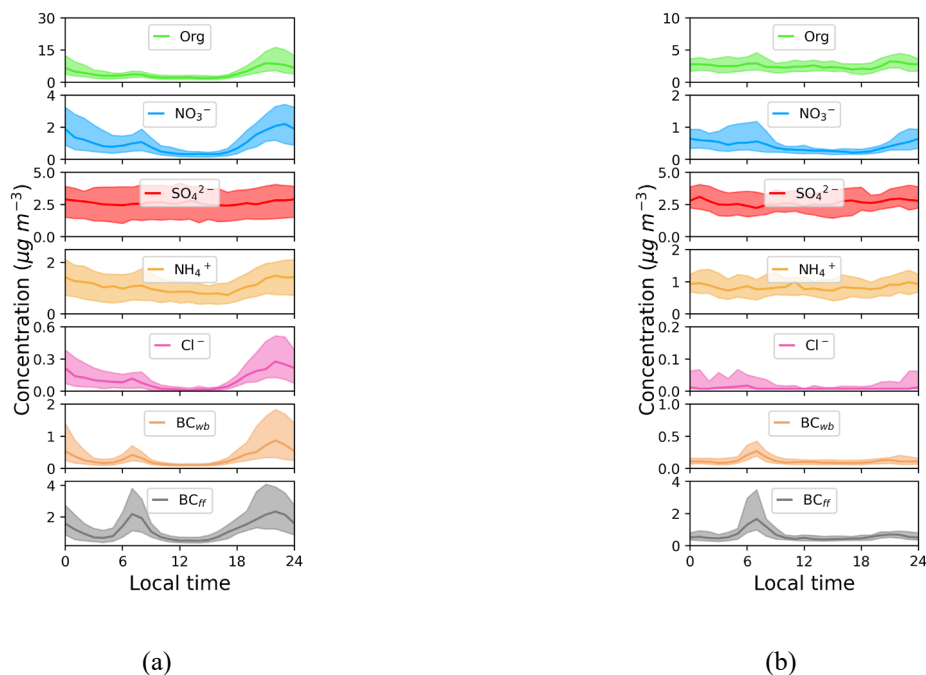 Concentration (μg m⁻³)
30
15
0
Org
4
2
0
NO₃⁻
5.0
2.5
0.0
SO₄²⁻
2
0
NH₄⁺
0.6
0.3
0.0
Cl⁻
2
1
0
BC_wb
4
2
BC_ff
0 6 12 18 24
Local time
(a)
Concentration (μg m⁻³)
10
5
0
Org
2
1
0
NO₃⁻
5.0
2.5
0.0
SO₄²⁻
2
1
0
NH₄⁺
0.2
0.1
0.0
Cl⁻
1.0
0.5
0.0
BC_wb
4
2
0
BC_ff
0 6 12 18 24
Local time
(b)